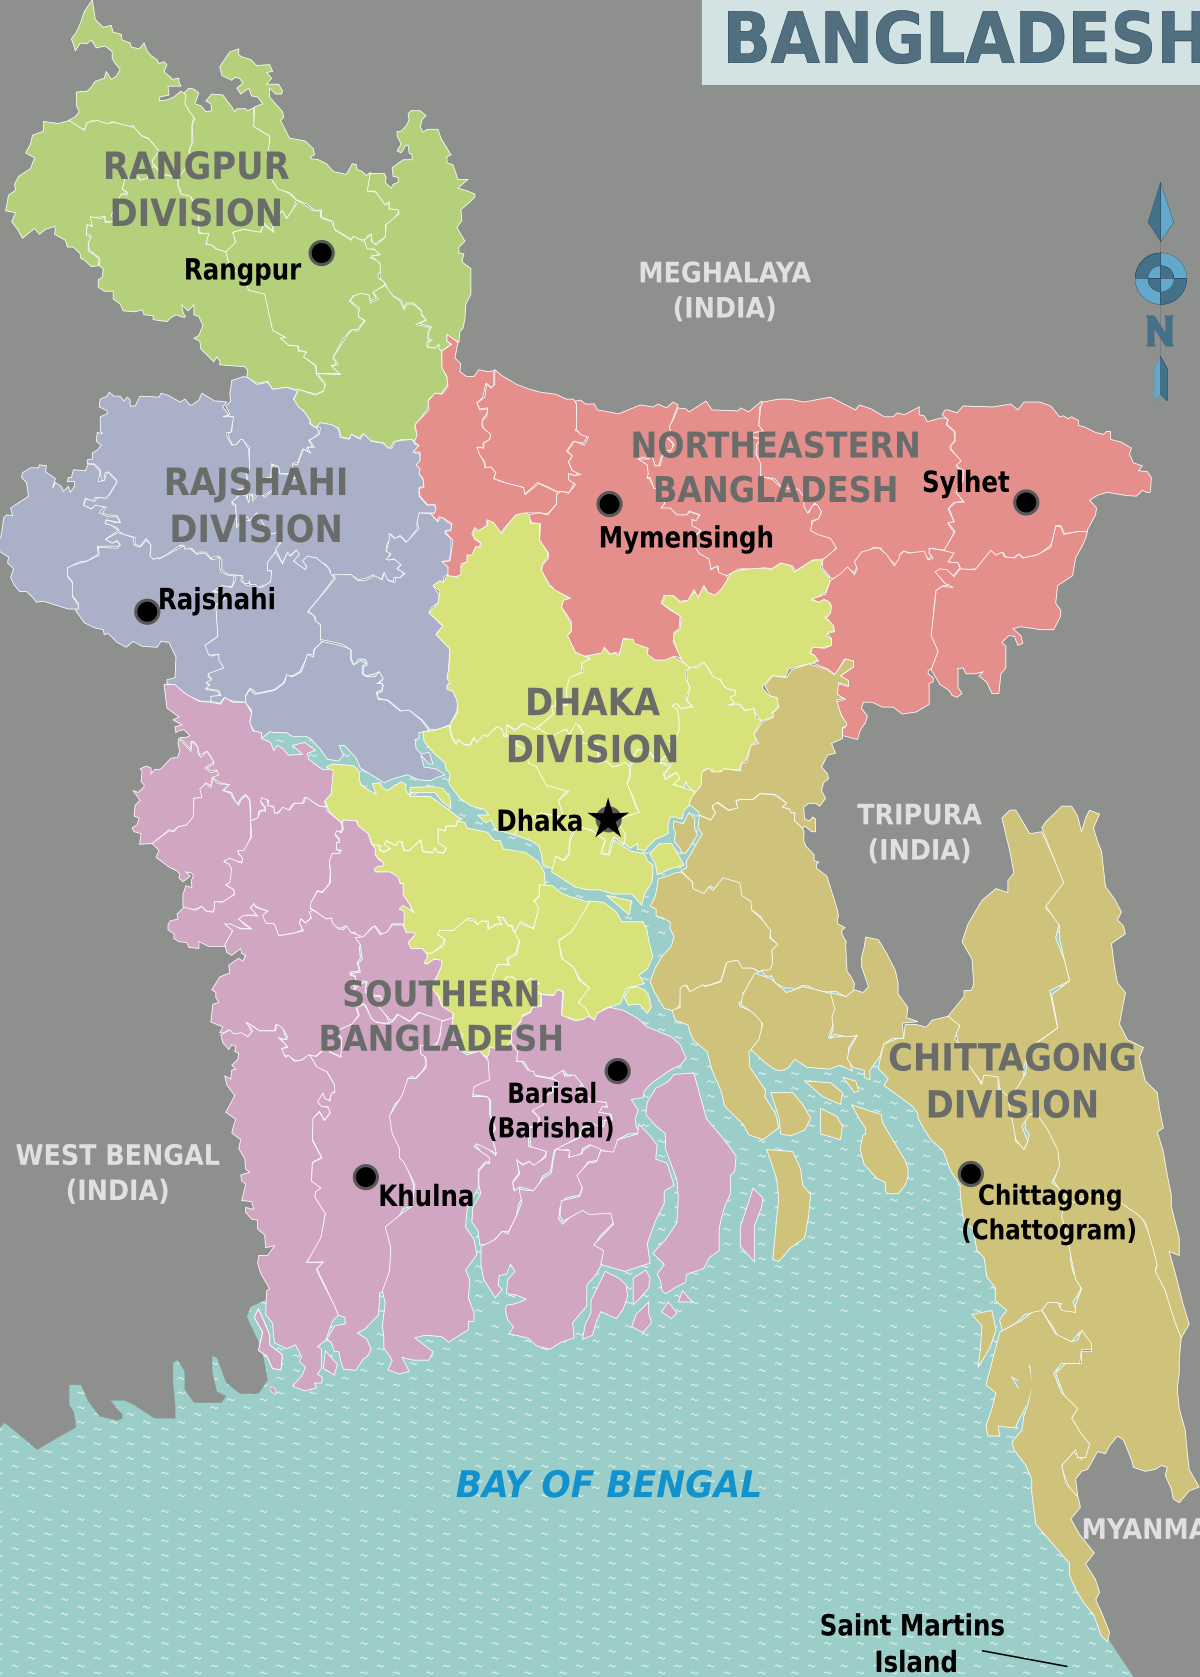 BANGLADESH
RANGPUR
DIVISION
Rangpur
MEGHALAYA
(INDIA)
N
NORTHEASTERN
BANGLADESH
Sylhet
Mymensingh
RAJSHAHI
DIVISION
Rajshahi
DHAKA
DIVISION
Dhaka
TRIPURA
(INDIA)
SOUTHERN
BANGLADESH
Barisal
(Barishal)
CHITTAGONG
DIVISION
WEST BENGAL
(INDIA)
Khulna
Chittagong
(Chattogram)
BAY OF BENGAL
MYANMA
Saint Martins
Island